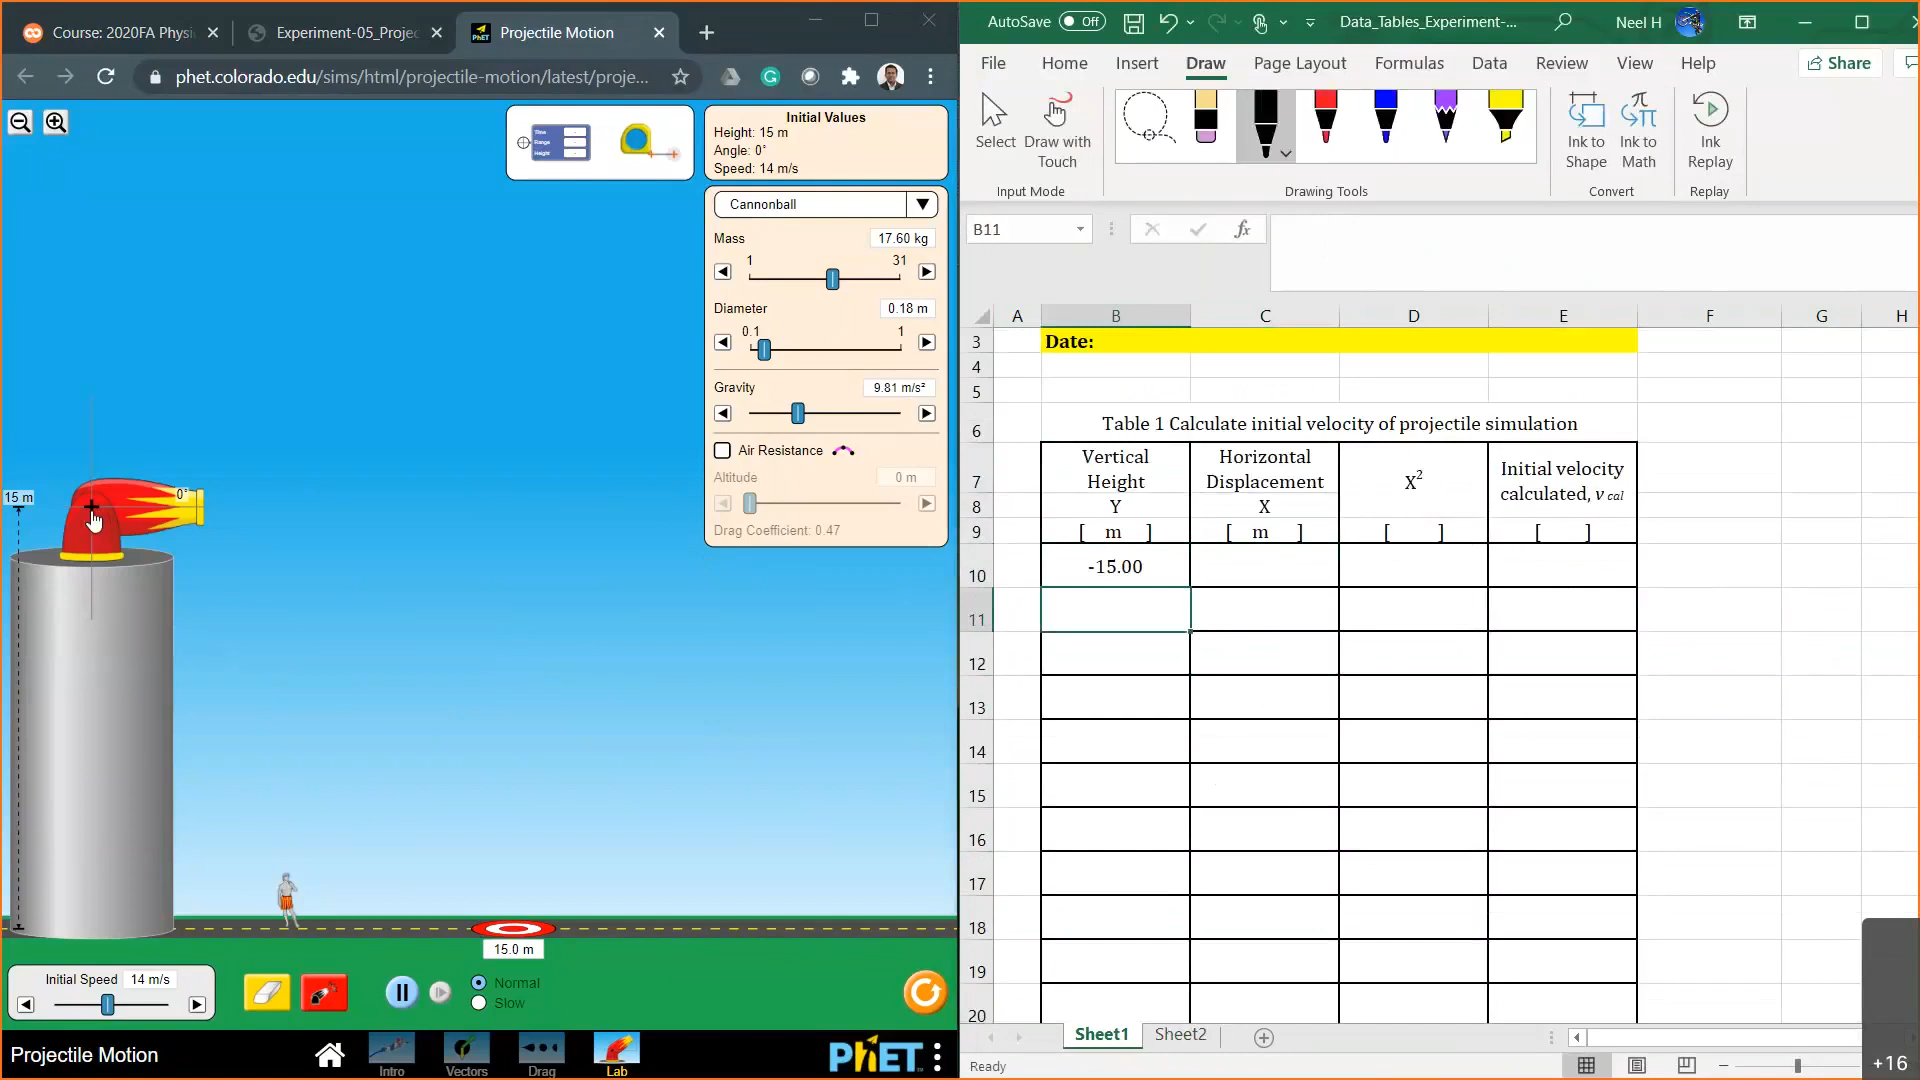 Course: 2020FA Physi
Experiment-05_Projec
Projectile Motion
phet.colorado.edu/sims/html/projectile-motion/latest/proje...
Time
Range
Height
Initial Values
Height: 15 m
Angle: 0°
Speed: 14 m/s
Cannonball
Mass
17.60 kg
1
31
Diameter
0.18 m
0.1
1
Gravity
9.81 m/s²
Air Resistance
Altitude
0 m
Drag Coefficient: 0.47
15 m
0°
15.0 m
Initial Speed
14 m/s
Normal
Slow
Projectile Motion
Intro
Vectors
Drag
Lab
PhET
AutoSave
Off
Data_Tables_Experiment-...
Neel H
File
Home
Insert
Draw
Page Layout
Formulas
Data
Review
View
Help
Share
Select
Draw with
Touch
Ink to
Shape
Ink to
Math
Ink
Replay
Input Mode
Drawing Tools
Convert
Replay
B11
fx
A
B
C
D
E
F
G
H
3
Date:
4
5
6
Table 1 Calculate initial velocity of projectile simulation
7
Vertical
Height
Horizontal
Displacement
X²
Initial velocity
calculated, v cal
8
Y
X
9
[ m ]
[ m ]
[ ]
[ ]
10
-15.00
11
12
13
14
15
16
17
18
19
20
Sheet1
Sheet2
Ready
+16